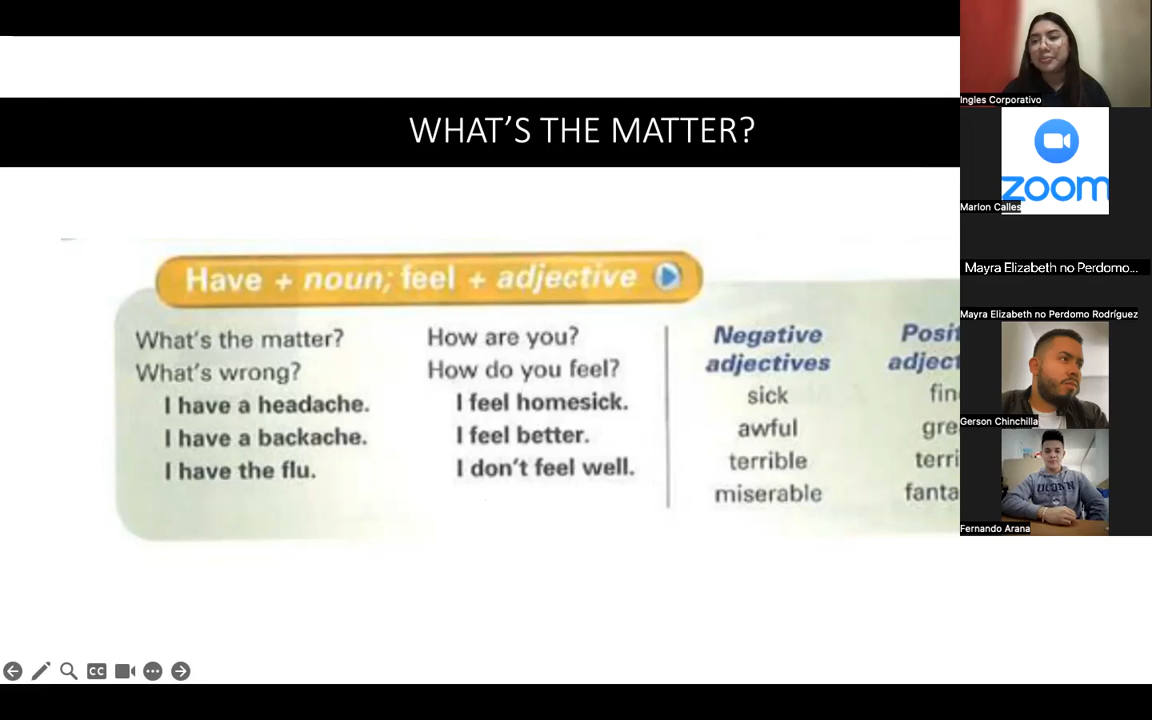 WHAT'S THE MATTER?
Have + noun; feel + adjective
What's the matter?
What's wrong?
I have a headache.
I have a backache.
I have the flu.
How are you?
How do you feel?
I feel homesick.
I feel better.
I don't feel well.
Negative
adjectives
sick
awful
terrible
miserable
Posit
adject
fin
gre
terri
fanta
CC
Ingles Corporativo
zoom
Marlon Calles
Mayra Elizabeth no Perdomo...
Mayra Elizabeth no Perdomo Rodríguez
Gerson Chinchilla
UCONN
Fernando Arana